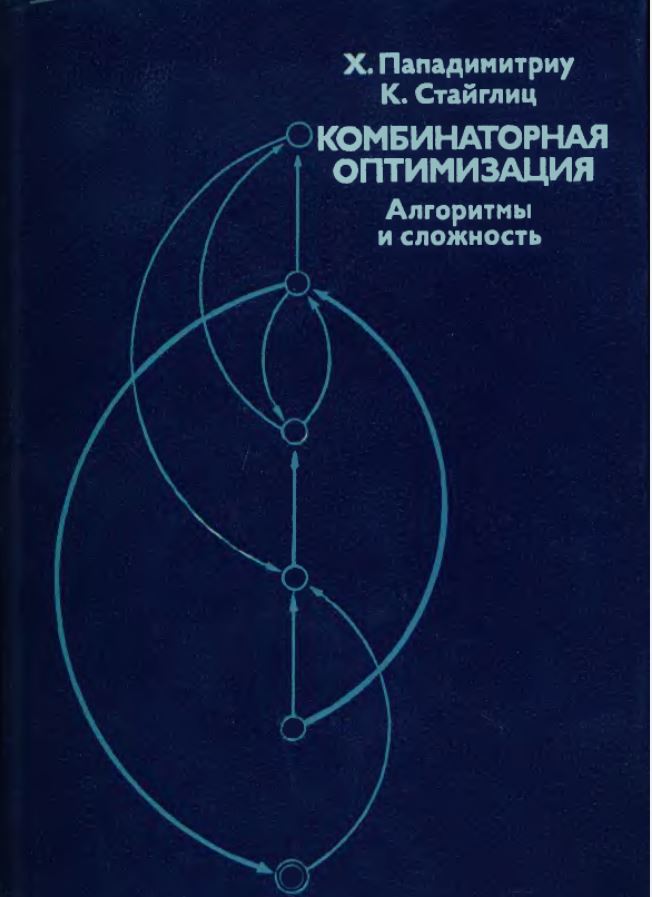 Х. Пападимитриу
К. Стайглиц
КОМБИНАТОРНАЯ
ОПТИМИЗАЦИЯ
Алгоритмы
и сложность